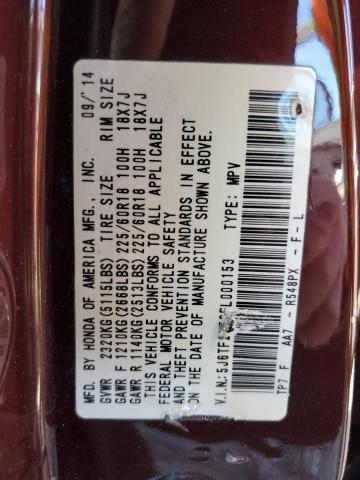 MFD. BY HONDA OF AMERICA MFG., INC. 09/'14
GVWR 2320KG(5115LBS) TIRE SIZE RIM SIZE
GAWR F 1210KG(2668LBS) 225/60R18 100H 18X7J
GAWR R 1140KG(2513LBS) 225/60R18 100H 18X7J
THIS VEHICLE CONFORMS TO ALL APPLICABLE
FEDERAL MOTOR VEHICLE SAFETY
AND THEFT PREVENTION STANDARDS IN EFFECT
ON THE DATE OF MANUFACTURE SHOWN ABOVE.
V.I.N.: TYPE: MPV
TP7 F AA7 - R548PX - F - L